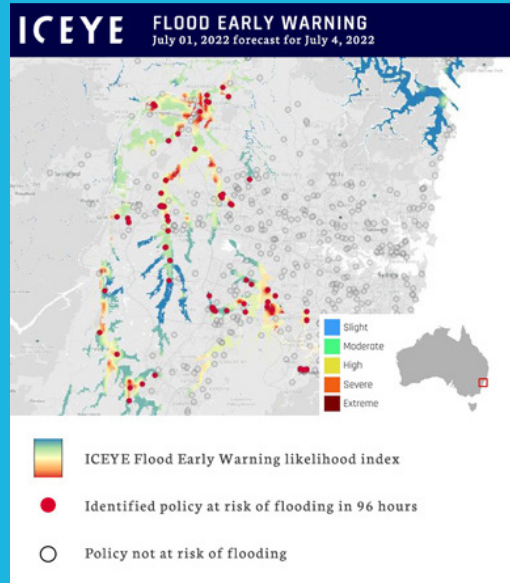 ICEYE
FLOOD EARLY WARNING
July 01, 2022 forecast for July 4, 2022
Sydney
Slight
Moderate
High
Severe
Extreme
ICEYE Flood Early Warning likelihood index
Identified policy at risk of flooding in 96 hours
Policy not at risk of flooding